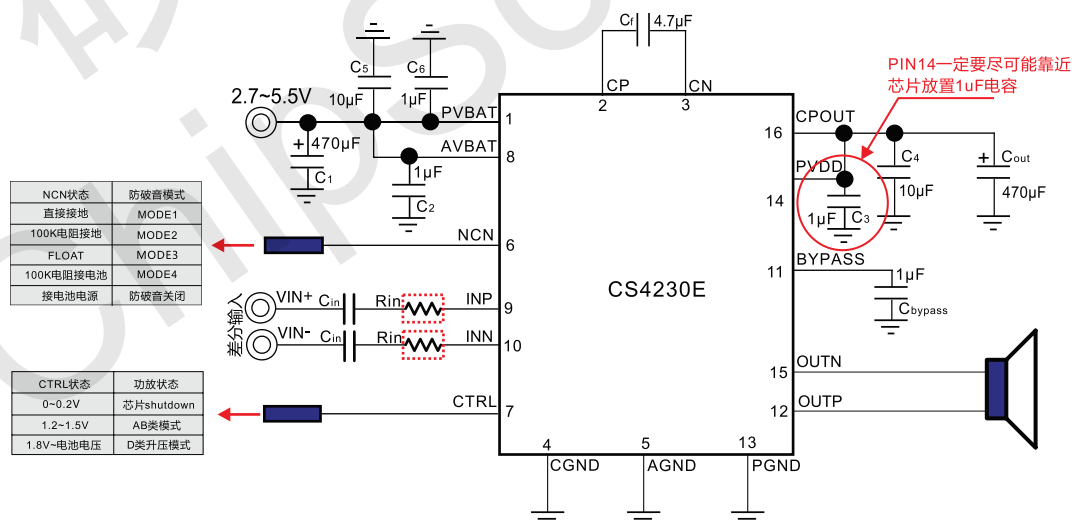 Cf
4.7μF
C5
10μF
C6
1μF
CP
2
CN
3
PIN14一定要尽可能靠近
芯片放置1uF电容
2.7~5.5V
PVBAT
1
AVBAT
8
+
470μF
C1
1μF
C2
CPOUT
16
PVDD
14
1μF
C3
C4
10μF
+
Cout
470μF
NCN状态 防破音模式
直接接地 MODE1
100K电阻接地 MODE2
FLOAT MODE3
100K电阻接电池 MODE4
接电池电源 防破音关闭
NCN
6
BYPASS
11
1μF
Cbypass
CS4230E
差分输入
VIN+
Cin
Rin
INP
9
VIN-
Cin
Rin
INN
10
OUTN
15
OUTP
12
CTRL状态 功放状态
0~0.2V 芯片shutdown
1.2~1.5V AB类模式
1.8V~电池电压 D类升压模式
CTRL
7
4
CGND
5
AGND
13
PGND